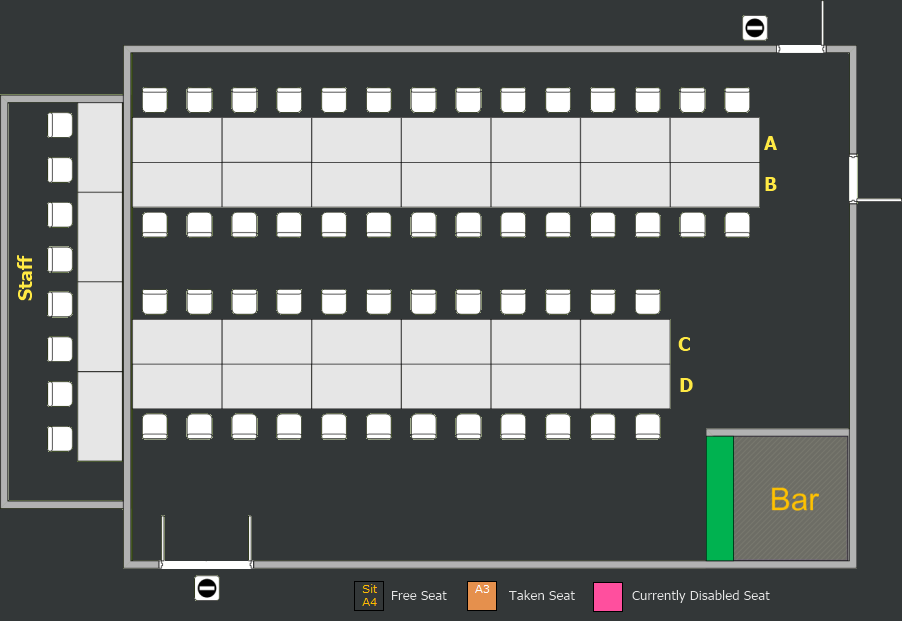 A
B
Staff
C
D
Bar
Sit
A4
Free Seat
A3
Taken Seat
Currently Disabled Seat